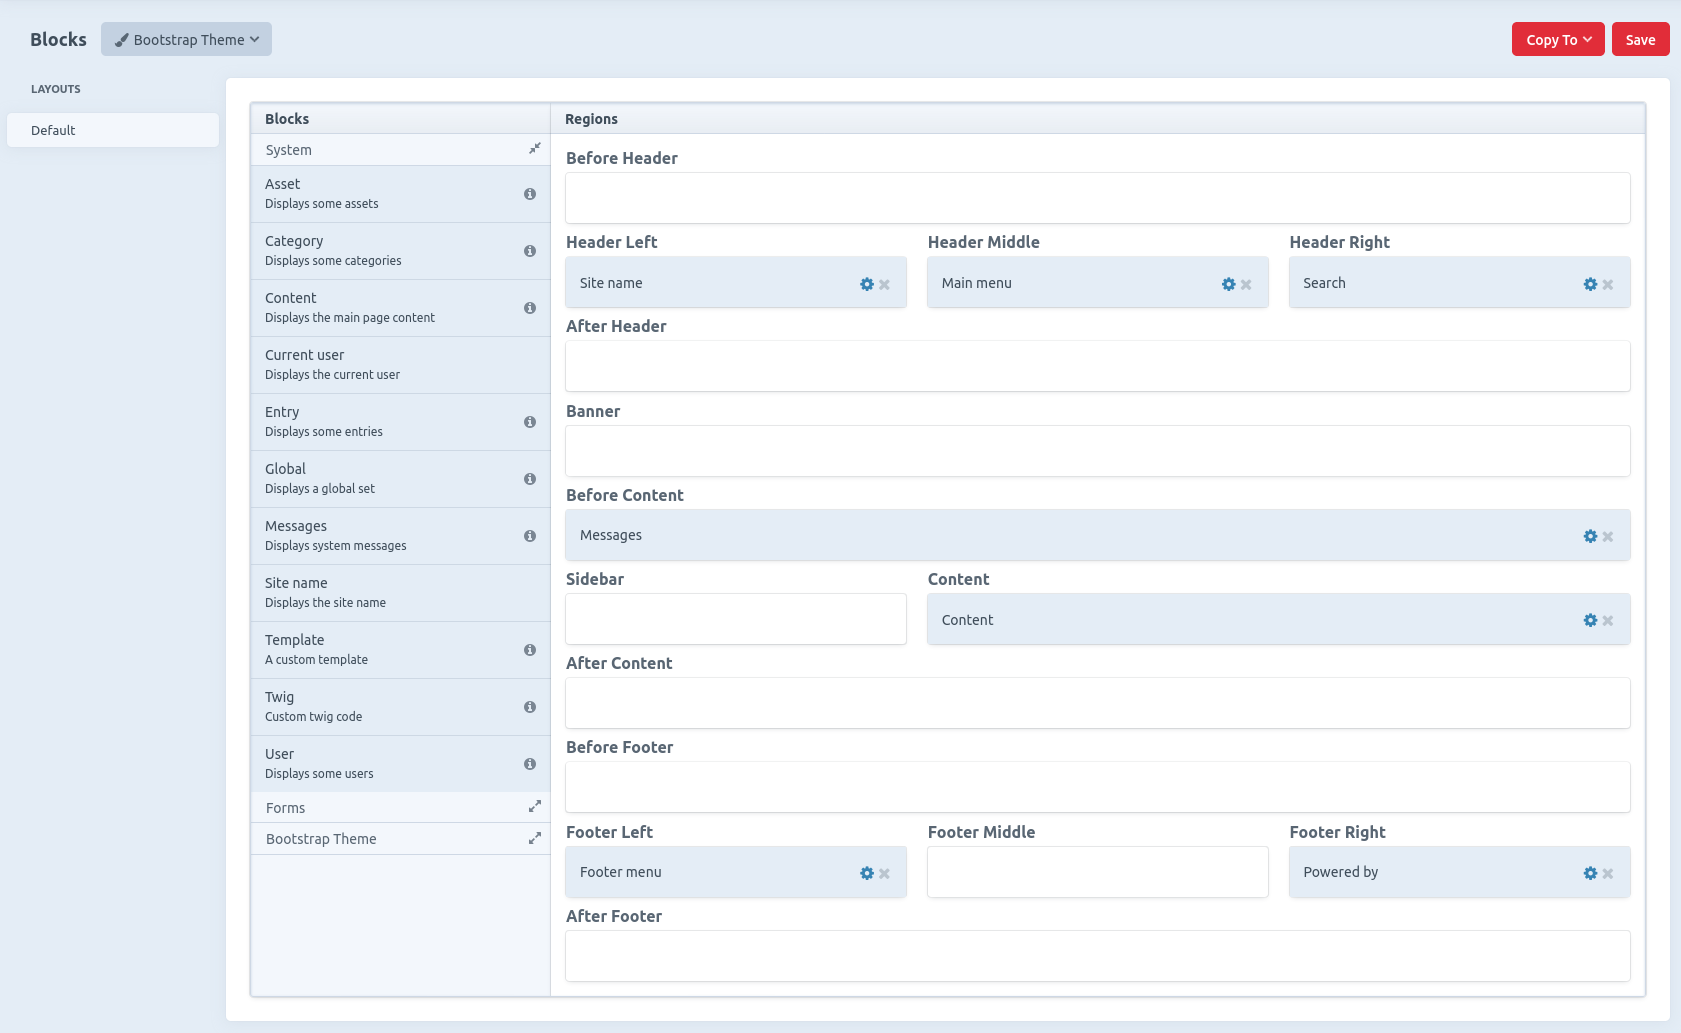 Blocks
Bootstrap Theme
Copy To
Save
LAYOUTS
Default
Blocks
System
Asset
Displays some assets
Category
Displays some categories
Content
Displays the main page content
Current user
Displays the current user
Entry
Displays some entries
Global
Displays a global set
Messages
Displays system messages
Site name
Displays the site name
Template
A custom template
Twig
Custom twig code
User
Displays some users
Forms
Bootstrap Theme
Regions
Before Header
Header Left
Header Middle
Header Right
Site name
Main menu
Search
After Header
Banner
Before Content
Messages
Sidebar
Content
Content
After Content
Before Footer
Footer Left
Footer Middle
Footer Right
Footer menu
Powered by
After Footer